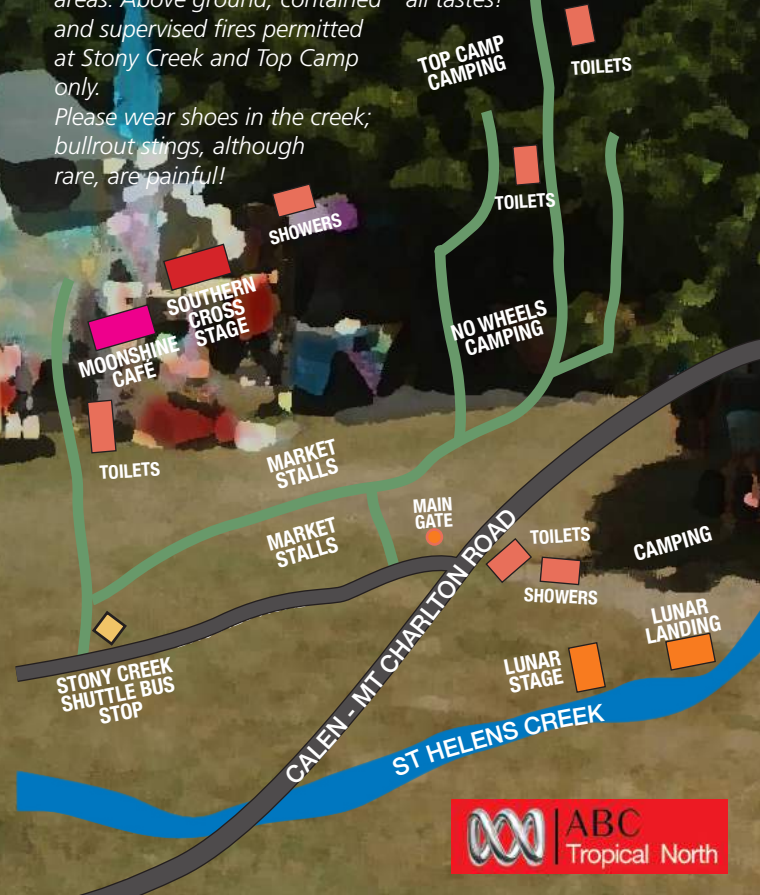 areas. Above ground, contained
and supervised fires permitted
at Stony Creek and Top Camp
only.
Please wear shoes in the creek;
bullrout stings, although
rare, are painful!
all tastes!
TOP CAMP
CAMPING
TOILETS
TOILETS
SHOWERS
SOUTHERN
CROSS
STAGE
MOONSHINE
CAFÉ
NO WHEELS
CAMPING
TOILETS
MARKET
STALLS
MARKET
STALLS
MAIN
GATE
TOILETS
CAMPING
SHOWERS
LUNAR
LANDING
LUNAR
STAGE
STONY CREEK
SHUTTLE BUS
STOP
CALEN - MT CHARLTON ROAD
ST HELENS CREEK
ABC
Tropical North